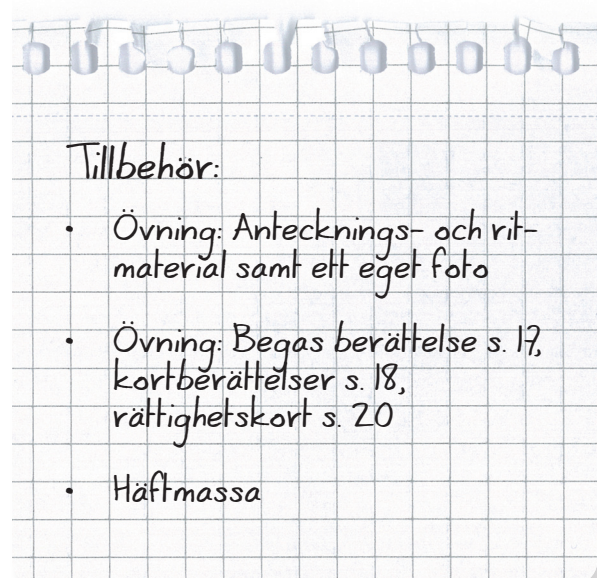 Tillbehör:
• Övning: Antecknings- och rit-
material samt ett eget foto
• Övning: Begas berättelse s. 17,
kortberättelser s. 18,
rättighetskort s. 20
• Häftmassa